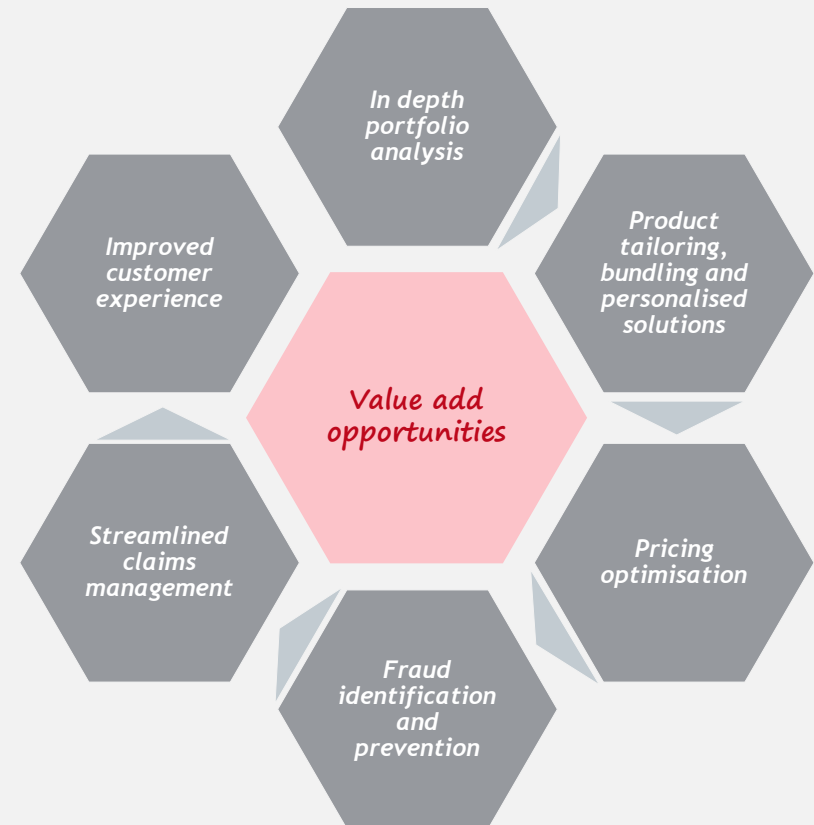 In depth
portfolio
analysis
Product
tailoring,
bundling and
personalised
solutions
Pricing
optimisation
Fraud
identification
and
prevention
Streamlined
claims
management
Improved
customer
experience
Value add
opportunities